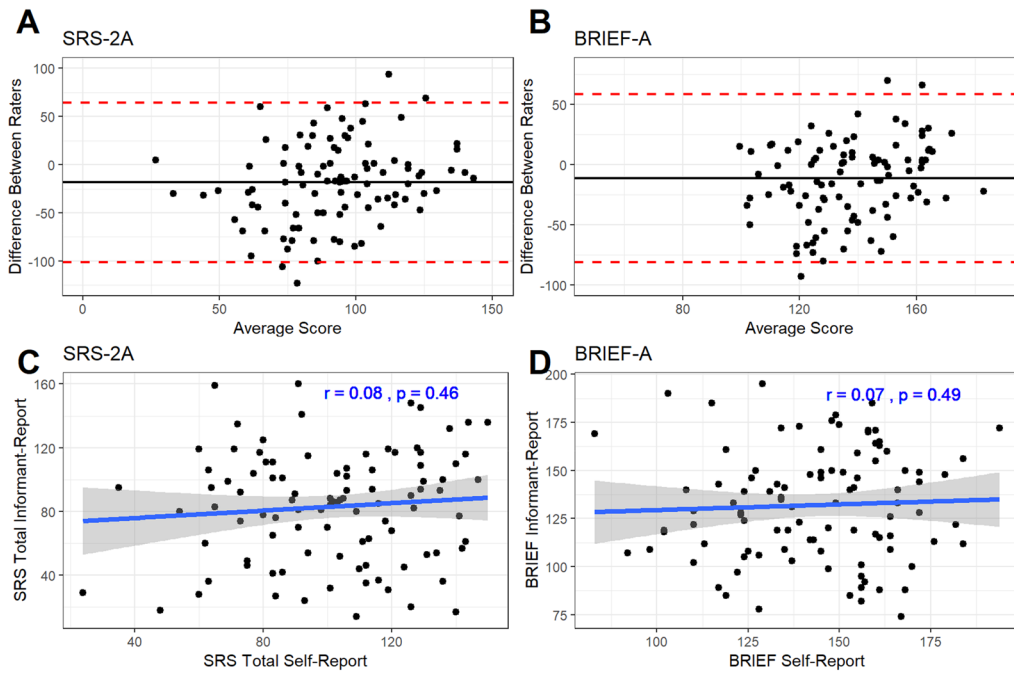 A
SRS-2A
Difference Between Raters
100
50
0
-50
-100
0
50
100
150
Average Score
B
BRIEF-A
Difference Between Raters
100
50
0
-50
-100
80
120
160
Average Score
C
SRS-2A
SRS Total Informant-Report
r = 0.08 , p = 0.46
160
120
80
40
40
80
120
SRS Total Self-Report
D
BRIEF-A
BRIEF Informant-Report
r = 0.07 , p = 0.49
200
175
150
125
100
75
100
125
150
175
BRIEF Self-Report